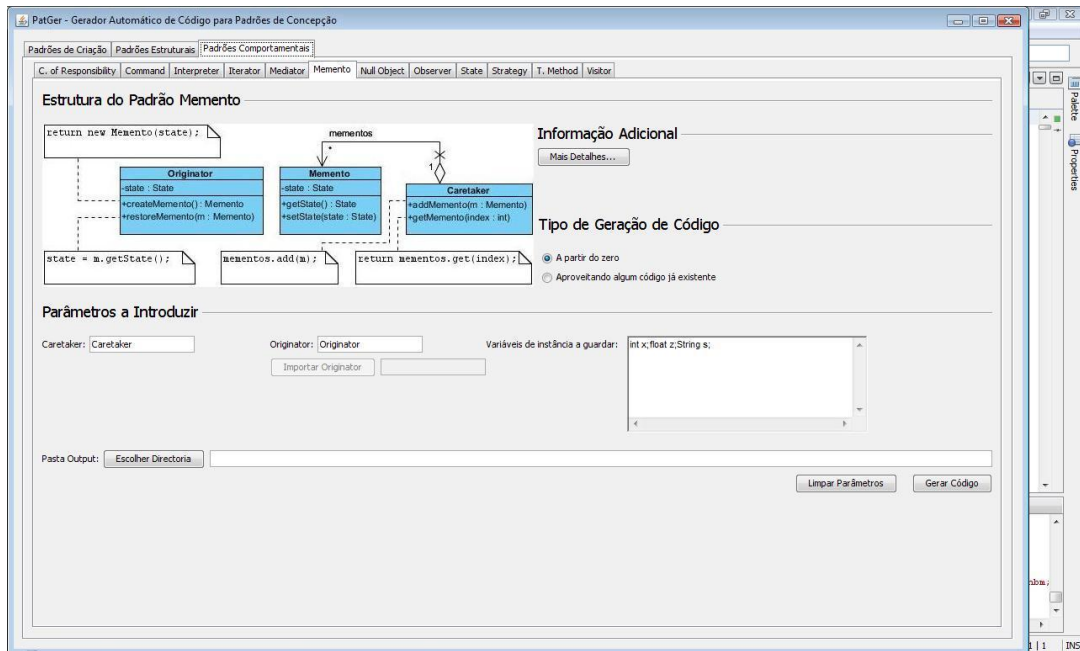 PatGer - Gerador Automático de Código para Padrões de Concepção
Padrões de Criação Padrões Estruturais Padrões Comportamentais
C. of Responsibility Command Interpreter Iterator Mediator Memento Null Object Observer State Strategy T. Method Visitor
Estrutura do Padrão Memento
return new Memento(state);
mementos
*
1
Originator
-state : State
+createMemento() : Memento
+restoreMemento(m : Memento)
Memento
-state : State
+getState() : State
+setState(state : State)
Caretaker
+addMemento(m : Memento)
+getMemento(index : int)
state = m.getState();
mementos.add(m);
return mementos.get(index);
Informação Adicional
Mais Detalhes...
Tipo de Geração de Código
A partir do zero
Aproveitando algum código já existente
Parâmetros a Introduzir
Caretaker: Caretaker
Originator: Originator
Importar Originator
Variáveis de instância a guardar: int x;float z;String s;
Pasta Output: Escolher Directoria
Limpar Parâmetros Gerar Código
Palette
Properties
1 | 1 INS